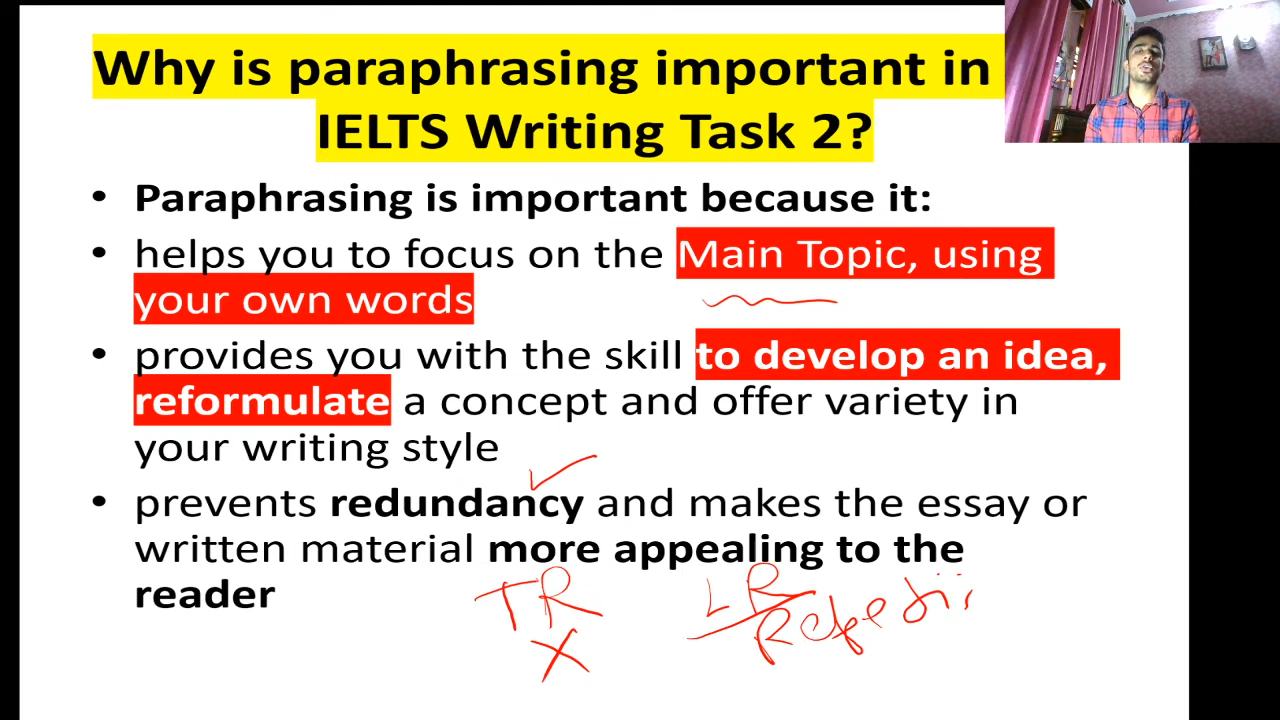 Why is paraphrasing important in
IELTS Writing Task 2?
• Paraphrasing is important because it:
• helps you to focus on the Main Topic, using
your own words
• provides you with the skill to develop an idea,
reformulate a concept and offer variety in
your writing style
• prevents redundancy and makes the essay or
written material more appealing to the
reader
TR LR
X